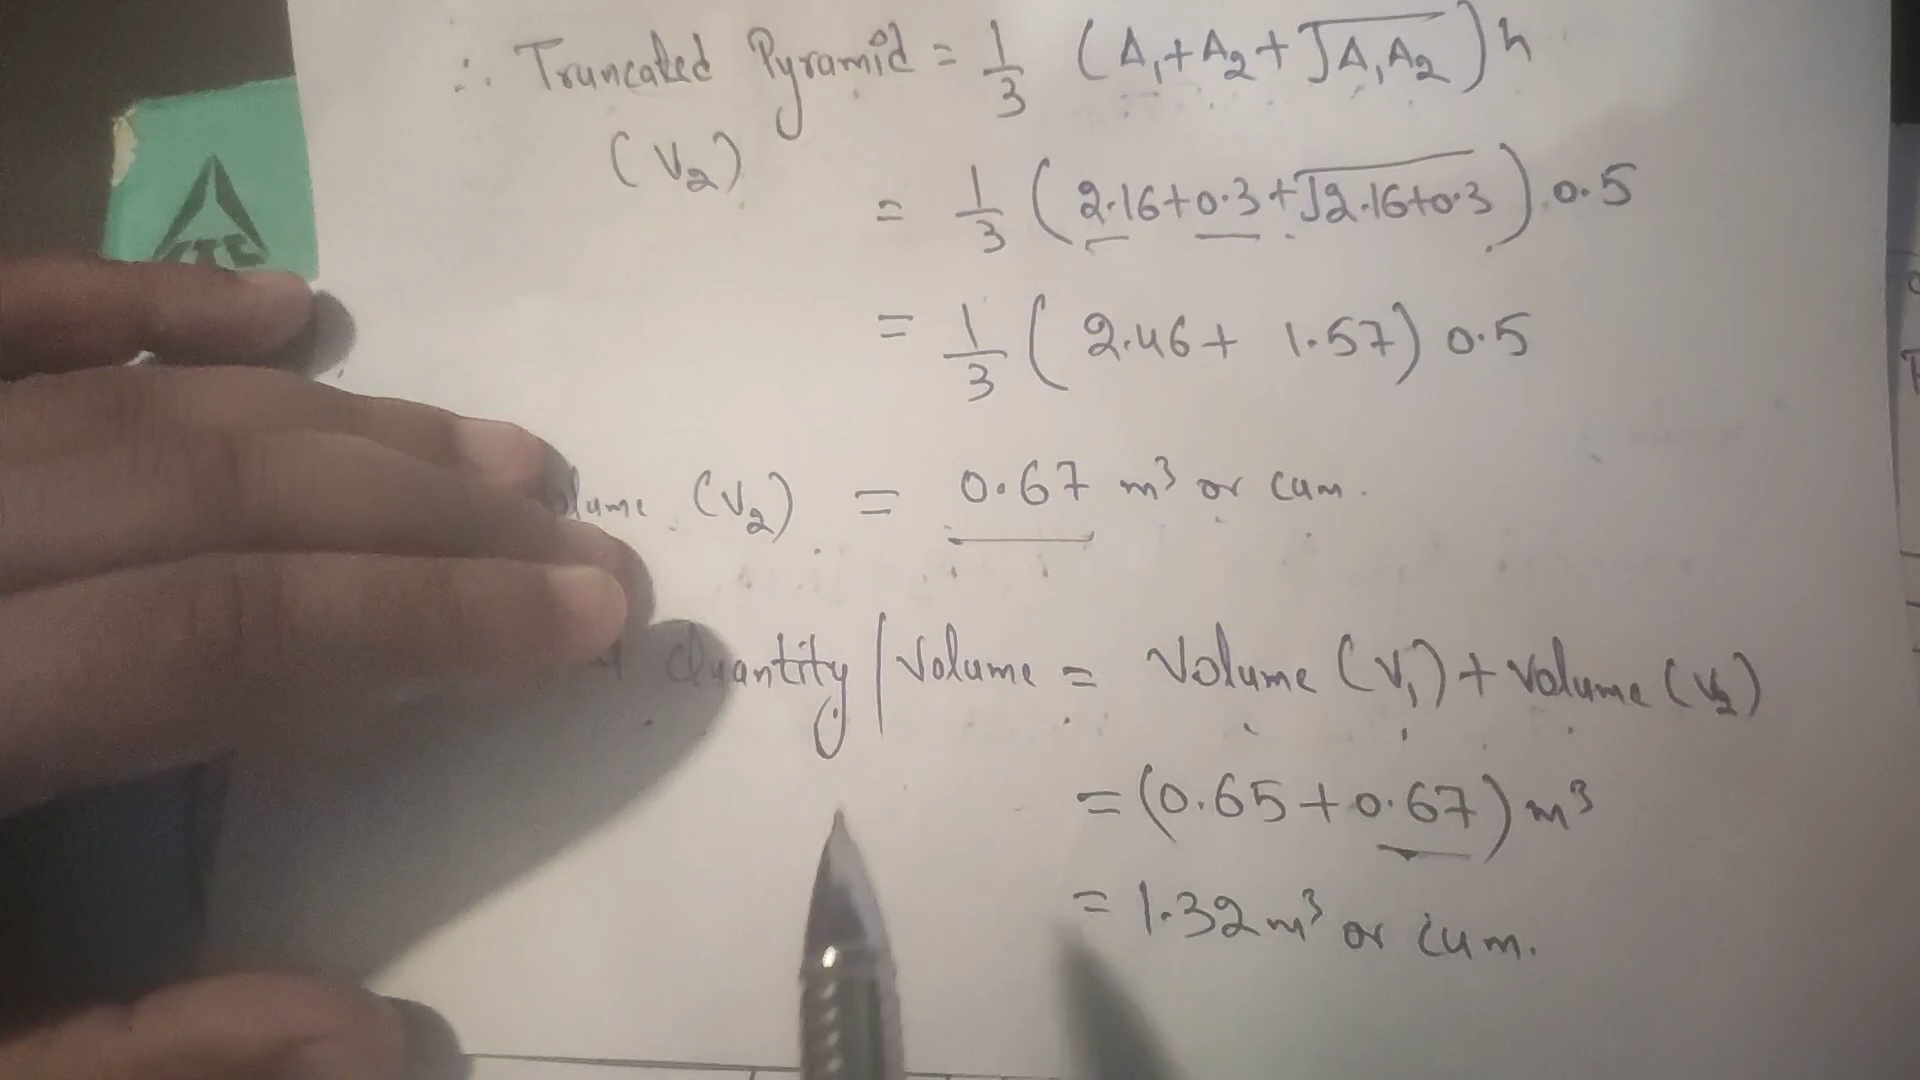 ∴ Truncated Pyramid = 1/3 (A₁+A₂+√A₁A₂)h
(V₂)
= 1/3 (2.16+0.3+√2.16+0.3) 0.5
= 1/3 (2.46+ 1.57) 0.5
(V₂) = 0.67 m³ or cum.
Quantity / Volume = Volume (V₁) + Volume (V₂)
= (0.65+0.67) m³
= 1.32 m³ or cum.